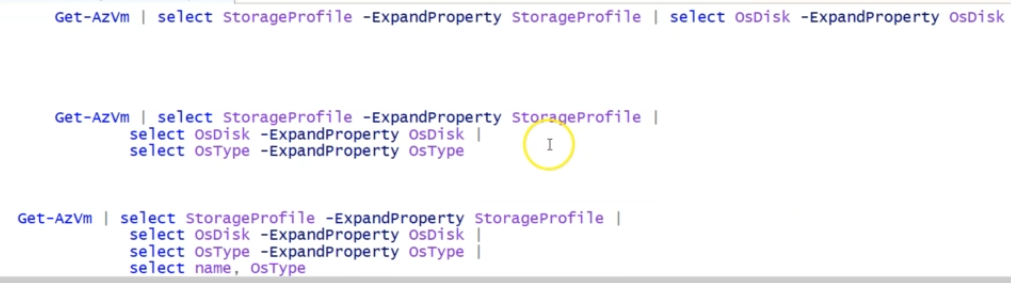 Get-AzVm | select StorageProfile -ExpandProperty StorageProfile | select OsDisk -ExpandProperty OsDisk
Get-AzVm | select StorageProfile -ExpandProperty StorageProfile |
select OsDisk -ExpandProperty OsDisk |
select OsType -ExpandProperty OsType
Get-AzVm | select StorageProfile -ExpandProperty StorageProfile |
select OsDisk -ExpandProperty OsDisk |
select OsType -ExpandProperty OsType |
select name, OsType